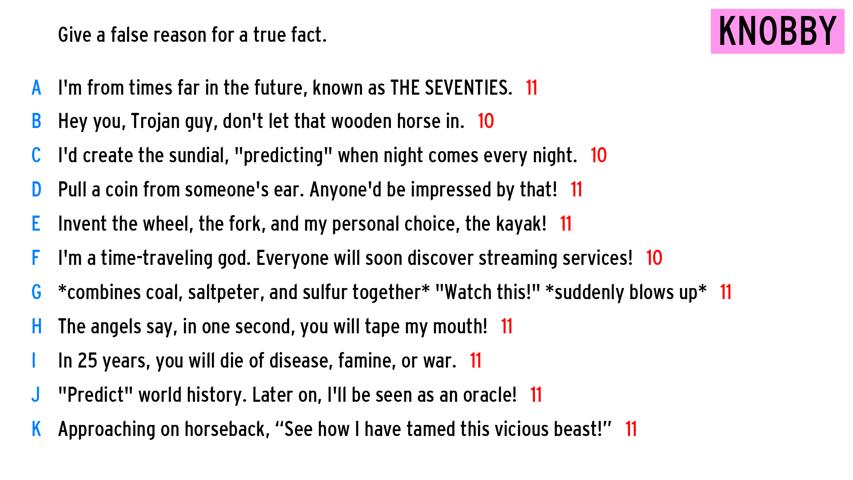 Give a false reason for a true fact.
KNOBBY
A I'm from times far in the future, known as THE SEVENTIES. 11
B Hey you, Trojan guy, don't let that wooden horse in. 10
C I'd create the sundial, "predicting" when night comes every night. 10
D Pull a coin from someone's ear. Anyone'd be impressed by that! 11
E Invent the wheel, the fork, and my personal choice, the kayak! 11
F I'm a time-traveling god. Everyone will soon discover streaming services! 10
G *combines coal, saltpeter, and sulfur together* "Watch this!" *suddenly blows up* 11
H The angels say, in one second, you will tape my mouth! 11
I In 25 years, you will die of disease, famine, or war. 11
J "Predict" world history. Later on, I'll be seen as an oracle! 11
K Approaching on horseback, “See how I have tamed this vicious beast!” 11